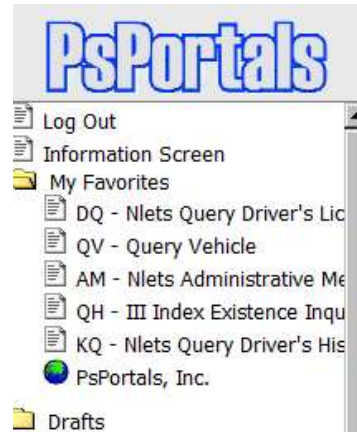 PsPortals
Log Out
Information Screen
My Favorites
DQ - Nlets Query Driver's Lic
QV - Query Vehicle
AM - Nlets Administrative Me
QH - III Index Existence Inqu
KQ - Nlets Query Driver's His
PsPortals, Inc.
Drafts